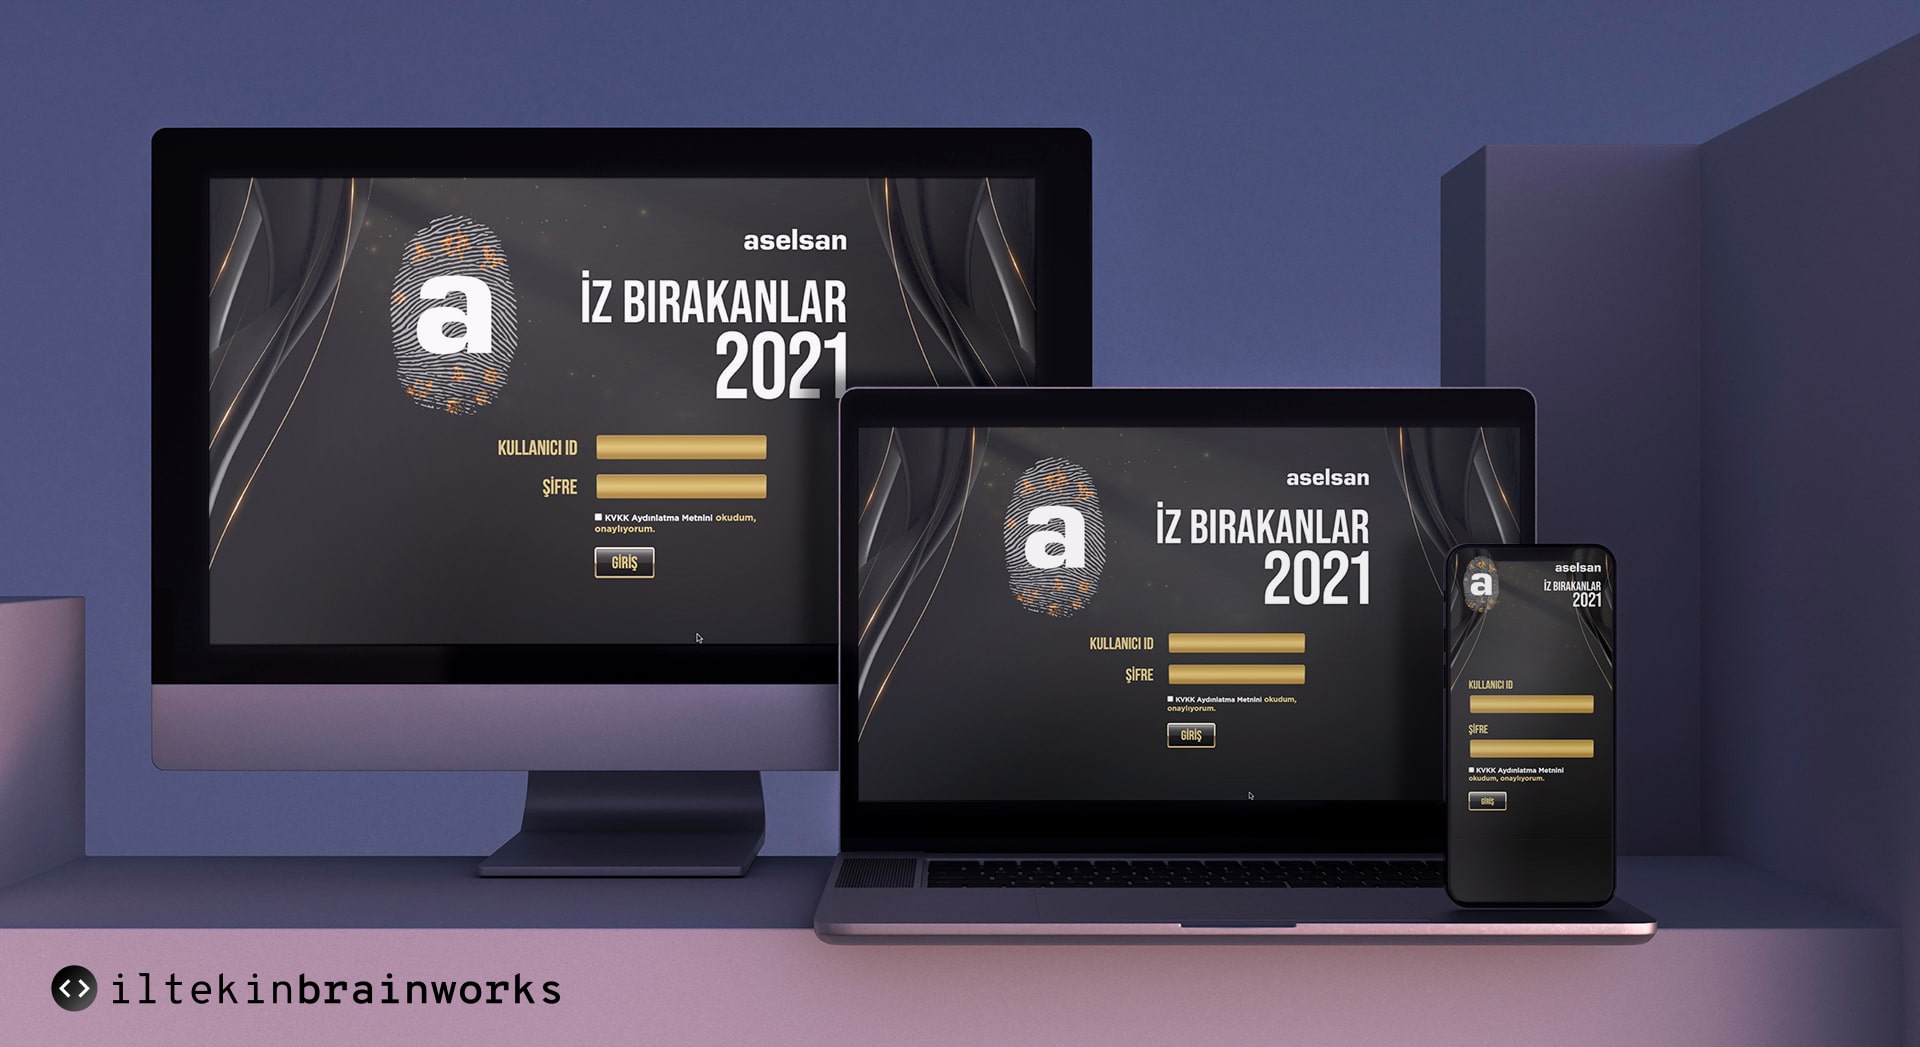 a
aselsan
İZ BIRAKANLAR
2021
KULLANICI ID
ŞİFRE
KVKK Aydınlatma Metnini okudum,
onaylıyorum.
GİRİŞ
a
aselsan
İZ BIRAKANLAR
2021
KULLANICI ID
ŞİFRE
KVKK Aydınlatma Metnini okudum,
onaylıyorum.
GİRİŞ
a
aselsan
İZ BIRAKANLAR
2021
KULLANICI ID
ŞİFRE
KVKK Aydınlatma Metnini
okudum, onaylıyorum.
GİRİŞ
<> iltekinbrainworks